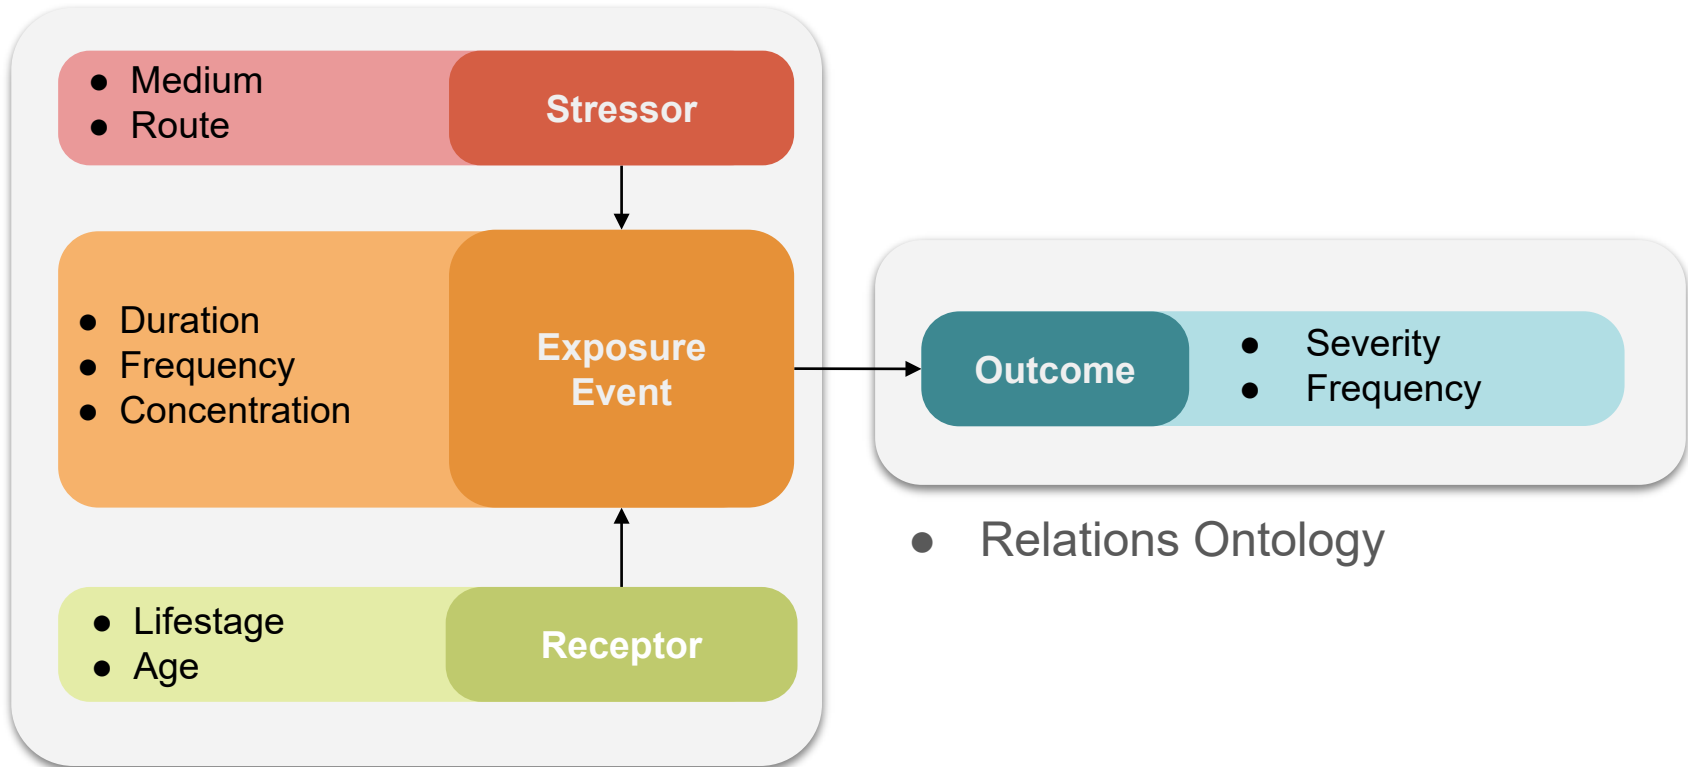 ● Medium
● Route
Stressor
● Duration
● Frequency
● Concentration
Exposure
Event
Outcome
● Severity
● Frequency
● Relations Ontology
● Lifestage
● Age
Receptor